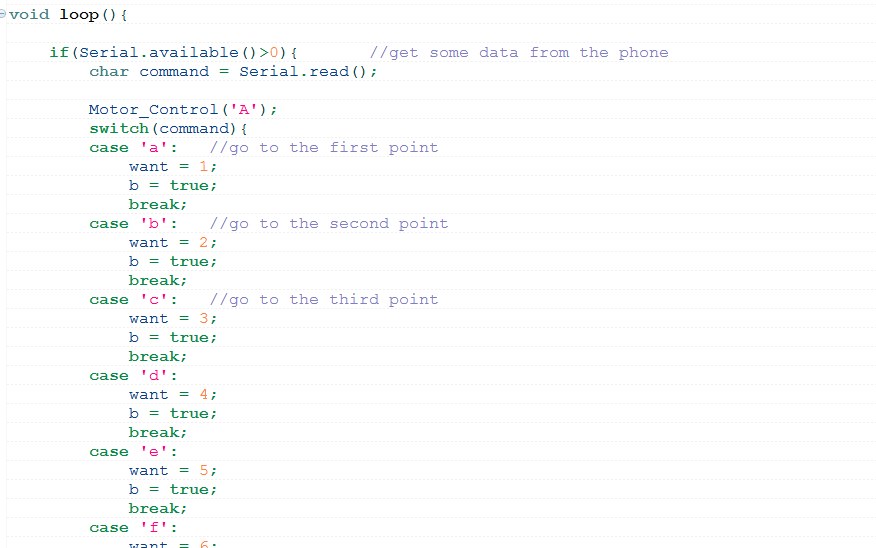 void loop(){
if(Serial.available()>0){ //get some data from the phone
char command = Serial.read();
Motor_Control('A');
switch(command){
case 'a': //go to the first point
want = 1;
b = true;
break;
case 'b': //go to the second point
want = 2;
b = true;
break;
case 'c': //go to the third point
want = 3;
b = true;
break;
case 'd':
want = 4;
b = true;
break;
case 'e':
want = 5;
b = true;
break;
case 'f':
want = 6;